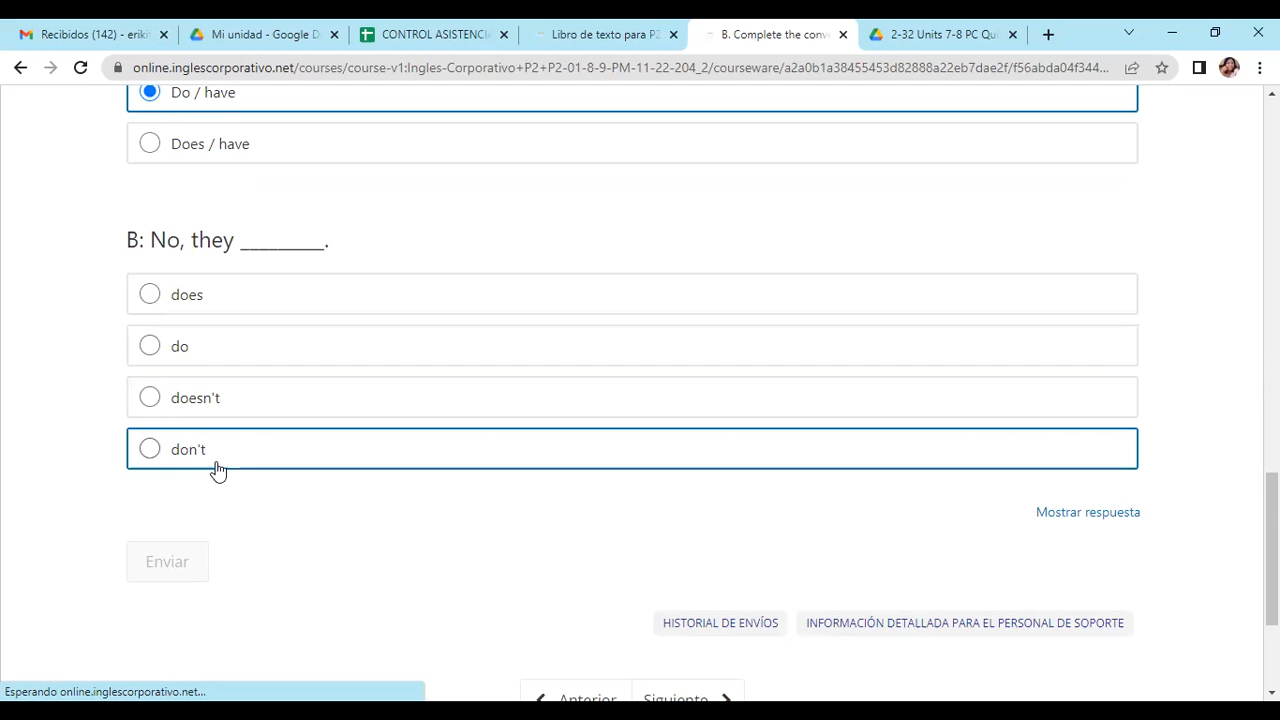 Recibidos (142) - eriki
Mi unidad - Google D
CONTROL ASISTENCI
Libro de texto para P2
B. Complete the conv
2-32 Units 7-8 PC Qu
online.inglescorporativo.net/courses/course-v1:Ingles-Corporativo+P2+P2-01-8-9-PM-11-22-204_2/courseware/a2a0b1a38455453d82888a22eb7dae2f/f56abda04f344...
Do / have
Does / have
B: No, they _________.
does
do
doesn't
don't
Mostrar respuesta
Enviar
HISTORIAL DE ENVÍOS
INFORMACIÓN DETALLADA PARA EL PERSONAL DE SOPORTE
Anterior
Siguiente
Esperando online.inglescorporativo.net...